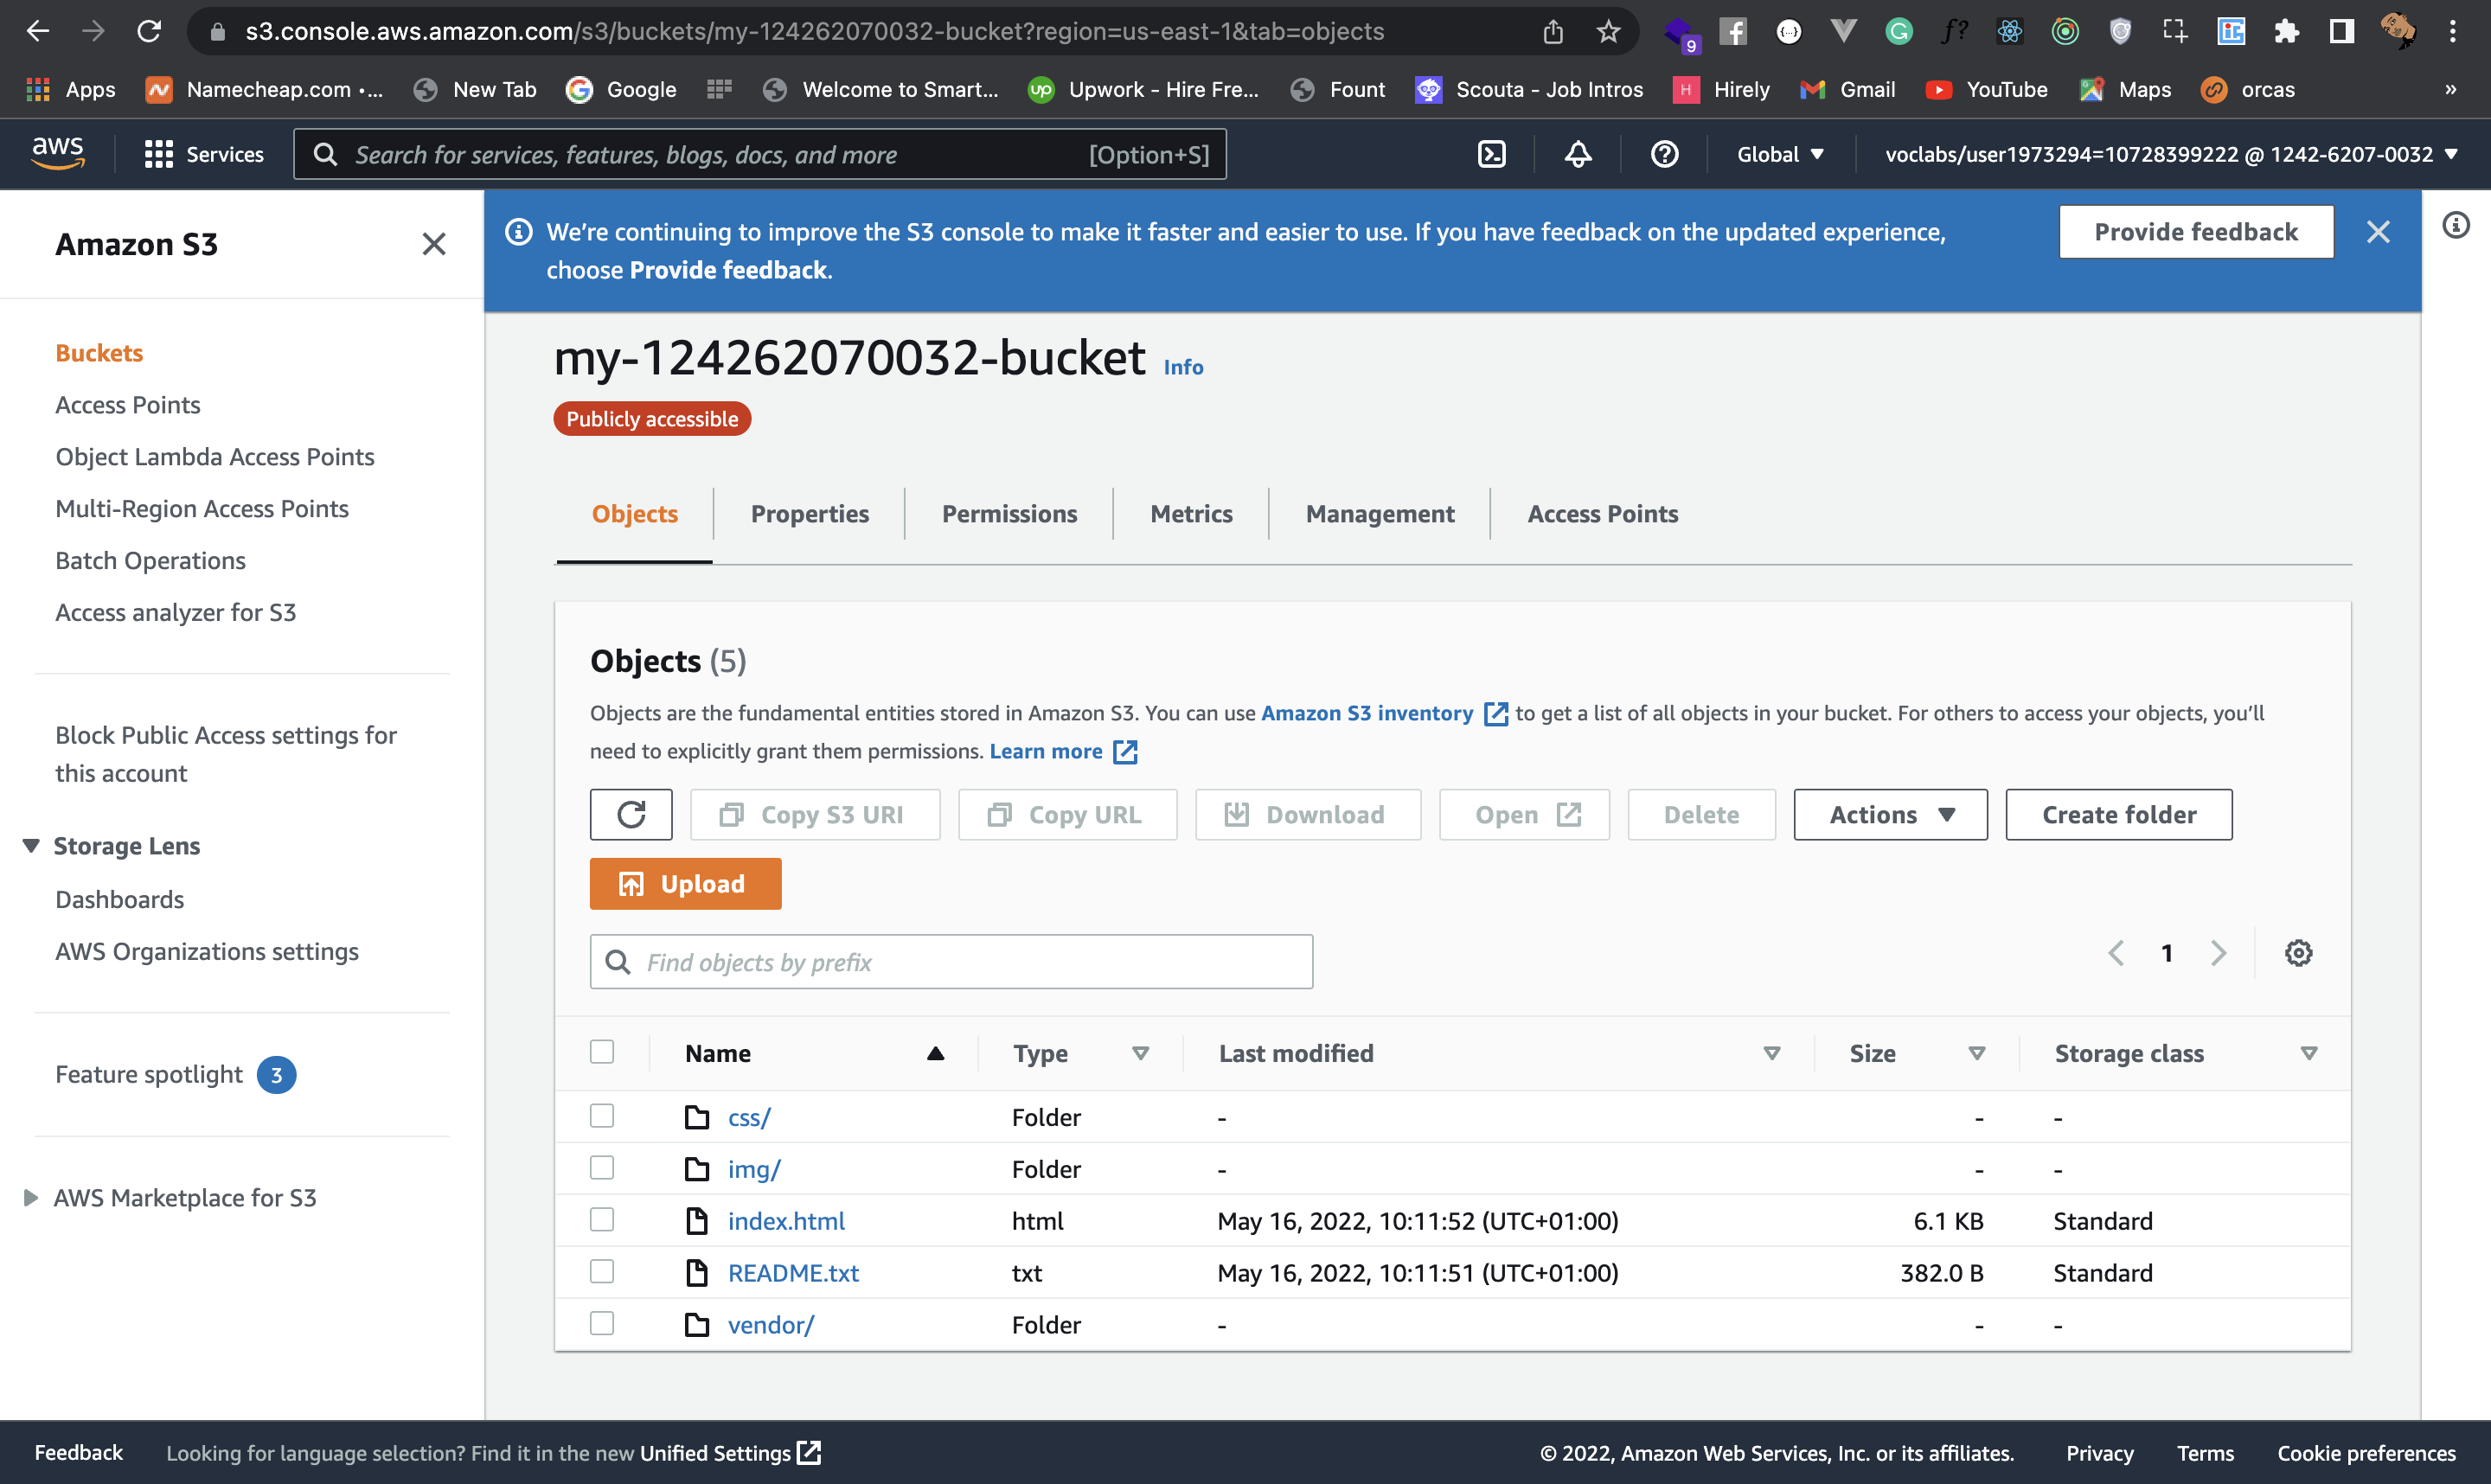 s3.console.aws.amazon.com/s3/buckets/my-124262070032-bucket?region=us-east-1&tab=objects
9
Apps Namecheap.com •... New Tab Google Welcome to Smart... Upwork - Hire Fre... Fount Scouta - Job Intros Hirely Gmail YouTube Maps orcas »
aws Services Search for services, features, blogs, docs, and more [Option+S] Global voclabs/user1973294=10728399222 @ 1242-6207-0032
Amazon S3
Buckets
Access Points
Object Lambda Access Points
Multi-Region Access Points
Batch Operations
Access analyzer for S3
Block Public Access settings for
this account
Storage Lens
Dashboards
AWS Organizations settings
Feature spotlight 3
AWS Marketplace for S3
We're continuing to improve the S3 console to make it faster and easier to use. If you have feedback on the updated experience,
choose Provide feedback.
Provide feedback
my-124262070032-bucket Info
Publicly accessible
Objects Properties Permissions Metrics Management Access Points
Objects (5)
Objects are the fundamental entities stored in Amazon S3. You can use Amazon S3 inventory to get a list of all objects in your bucket. For others to access your objects, you'll
need to explicitly grant them permissions. Learn more
Copy S3 URI Copy URL Download Open Delete Actions Create folder
Upload
Find objects by prefix
1
Name Type Last modified Size Storage class
css/ Folder - - -
img/ Folder - - -
index.html html May 16, 2022, 10:11:52 (UTC+01:00) 6.1 KB Standard
README.txt txt May 16, 2022, 10:11:51 (UTC+01:00) 382.0 B Standard
vendor/ Folder - - -
Feedback Looking for language selection? Find it in the new Unified Settings © 2022, Amazon Web Services, Inc. or its affiliates. Privacy Terms Cookie preferences